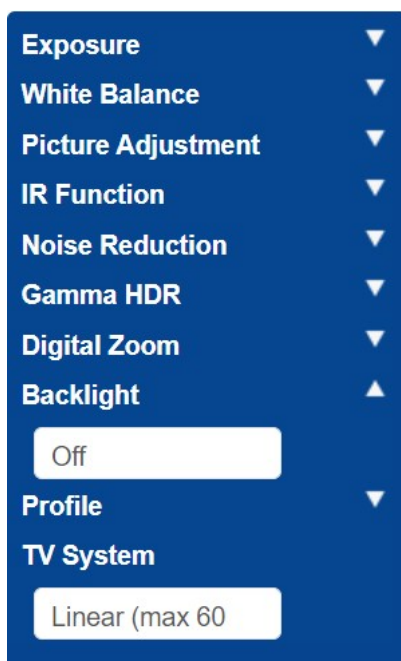 Exposure
White Balance
Picture Adjustment
IR Function
Noise Reduction
Gamma HDR
Digital Zoom
Backlight
Off
Profile
TV System
Linear (max 60